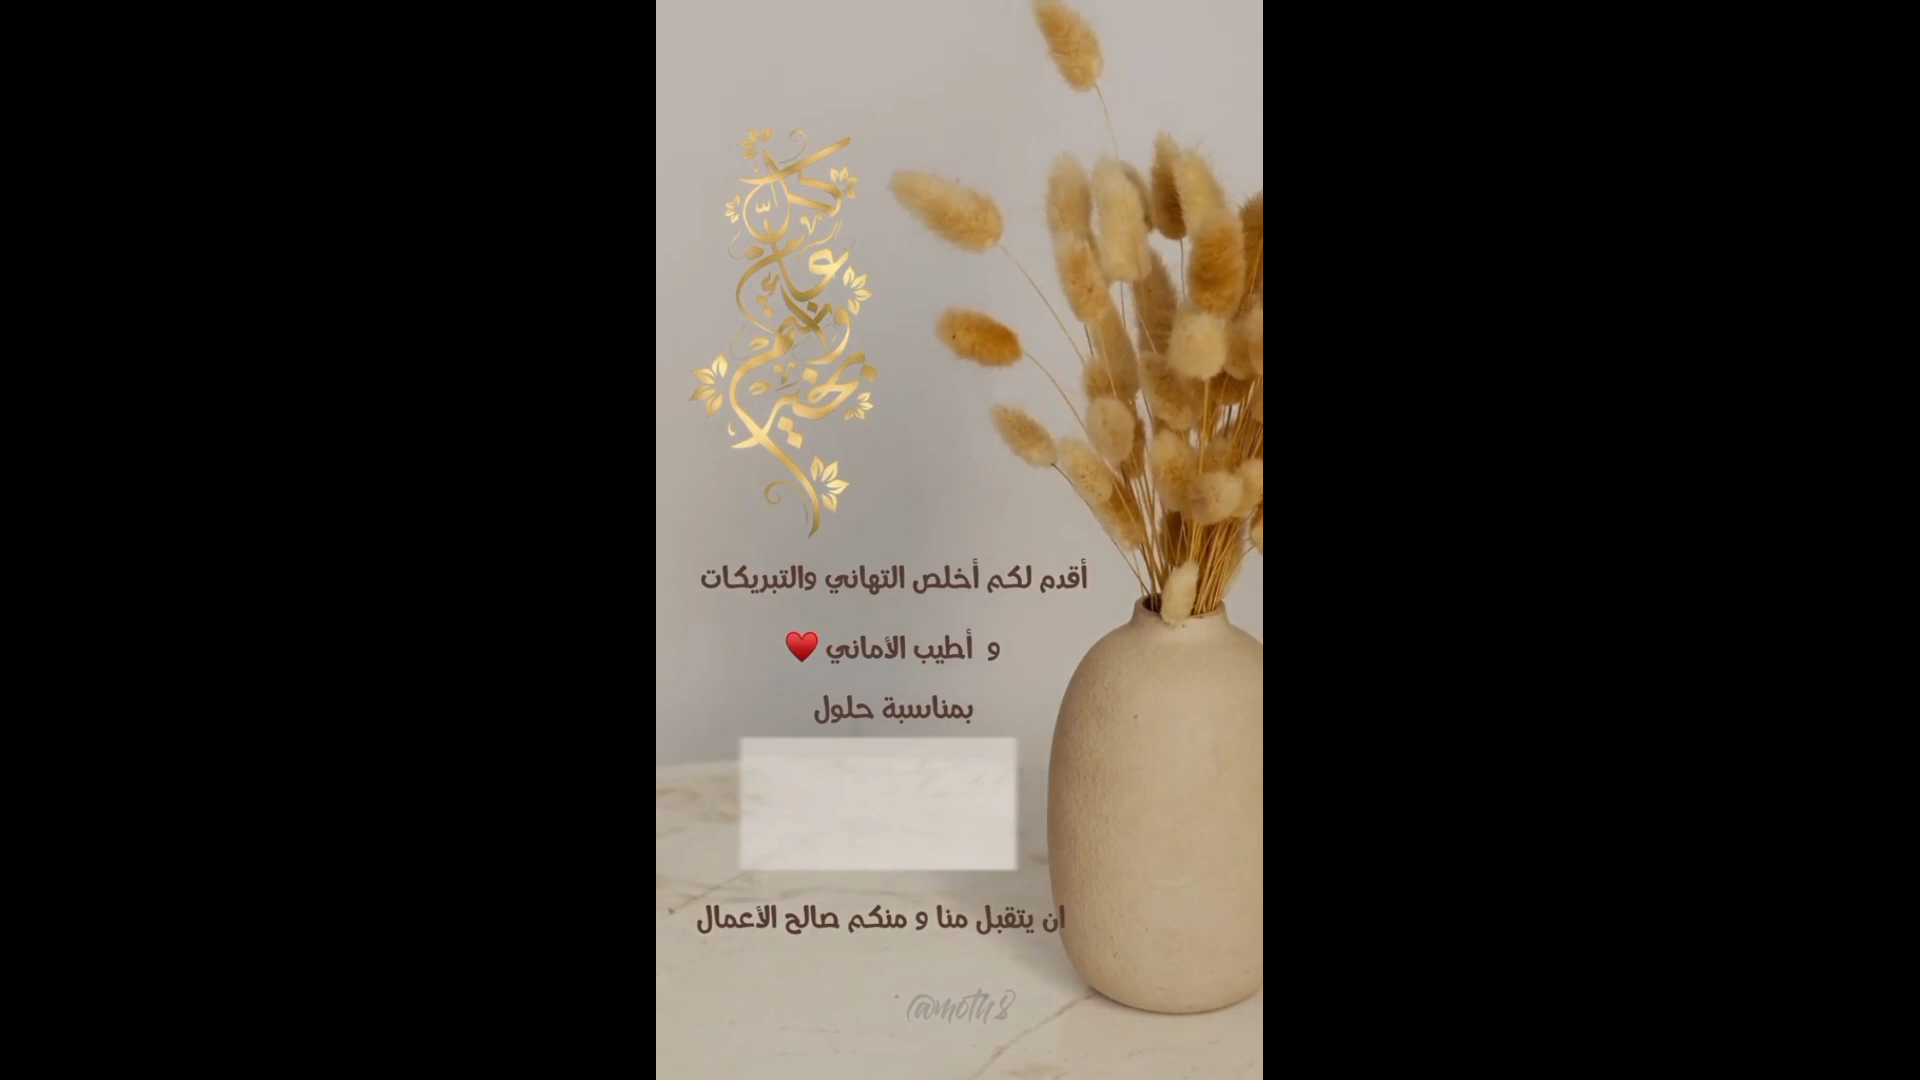 كل عام وأنتم بخير
أقدم لكم أخلص التهاني والتبريكات
و أطيب الأماني ♥️
بمناسبة حلول
ان يتقبل منا و منكم صالح الأعمال
@moth8